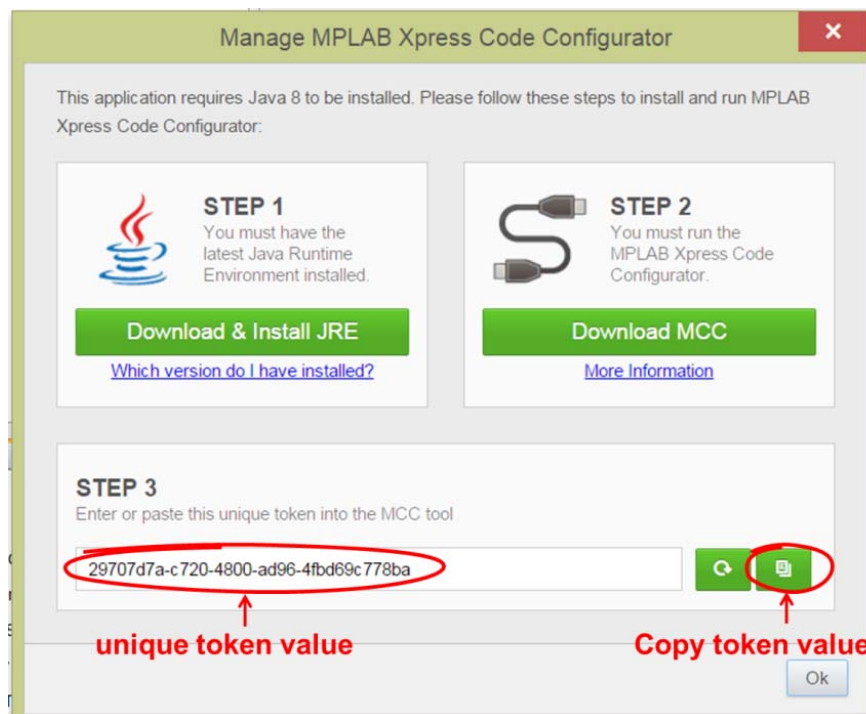 Manage MPLAB Xpress Code Configurator
This application requires Java 8 to be installed. Please follow these steps to install and run MPLAB
Xpress Code Configurator:
STEP 1
You must have the
latest Java Runtime
Environment installed.
Download & Install JRE
Which version do I have installed?
STEP 2
You must run the
MPLAB Xpress Code
Configurator.
Download MCC
More Information
STEP 3
Enter or paste this unique token into the MCC tool
29707d7a-c720-4800-ad96-4fbd69c778ba
unique token value
Copy token value
Ok